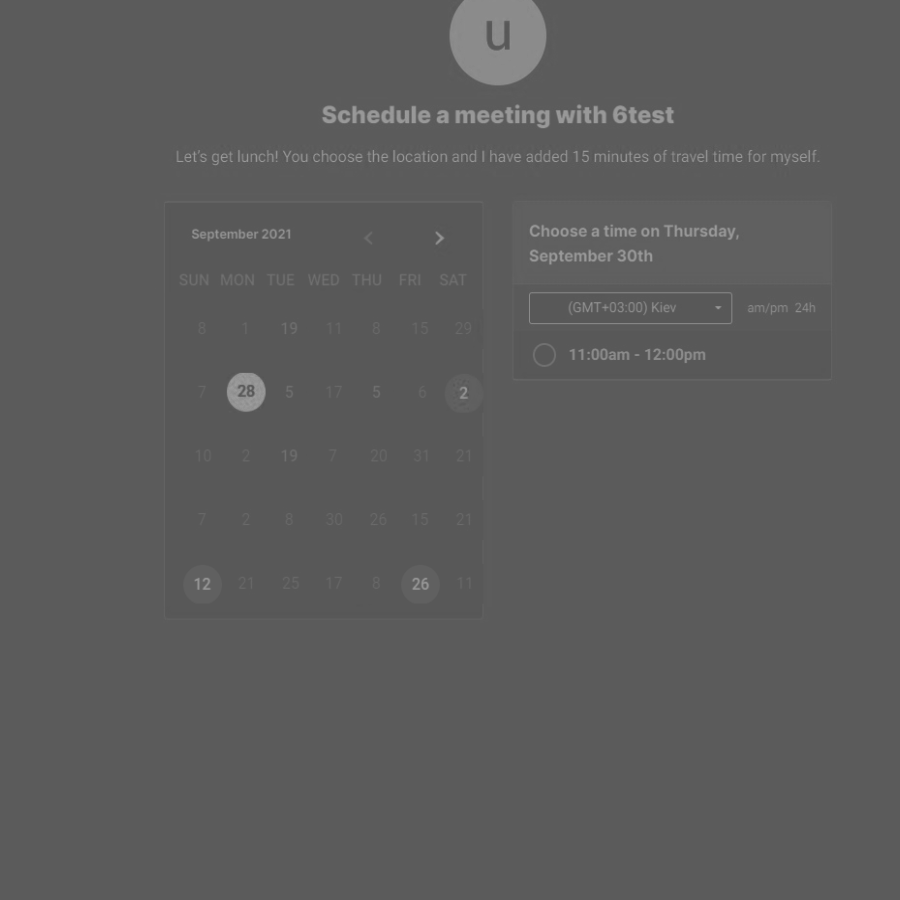 u
Schedule a meeting with 6test
Let's get lunch! You choose the location and I have added 15 minutes of travel time for myself.
September 2021
SUN MON TUE WED THU FRI SAT
8 1 19 11 8 15 29
7 28 5 17 5 6 2
10 2 19 7 20 31 21
7 2 8 30 26 15 21
12 21 25 17 8 26 11
Choose a time on Thursday,
September 30th
(GMT+03:00) Kiev am/pm 24h
11:00am - 12:00pm